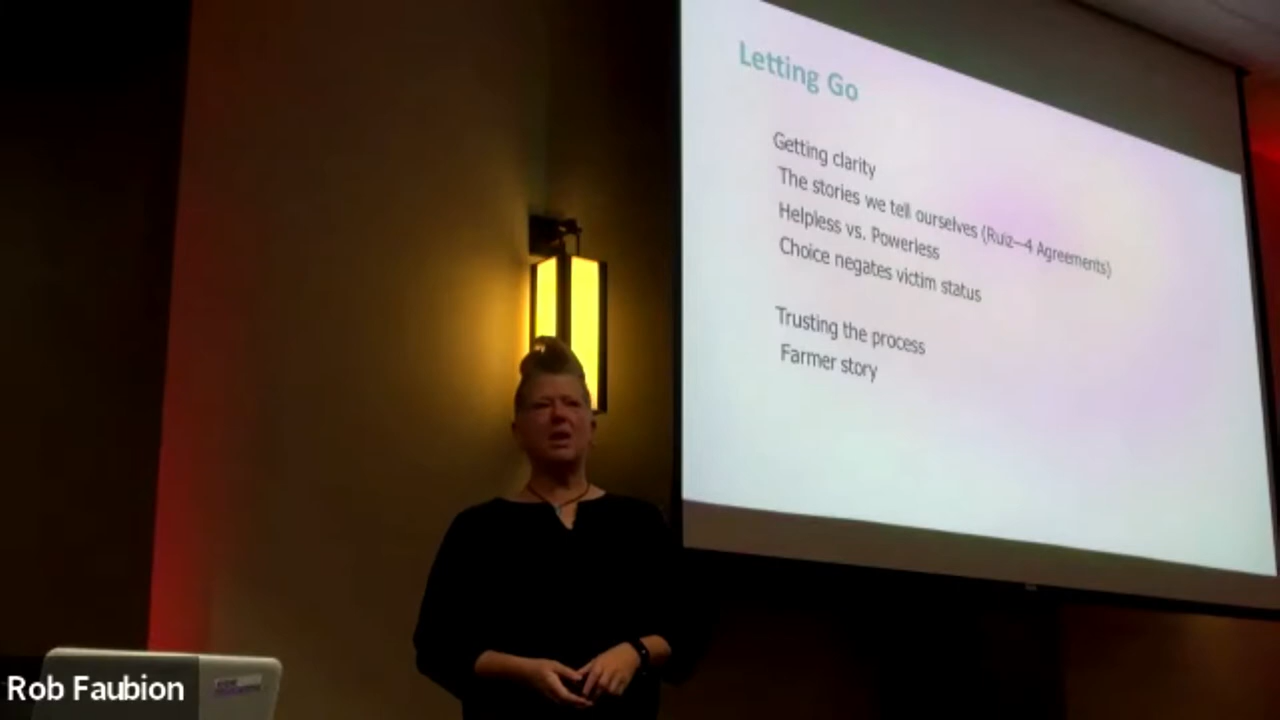 Letting Go
Getting clarity
The stories we tell ourselves (Ruiz—4 Agreements)
Helpless vs. Powerless
Choice negates victim status
Trusting the process
Farmer story
Rob Faubion